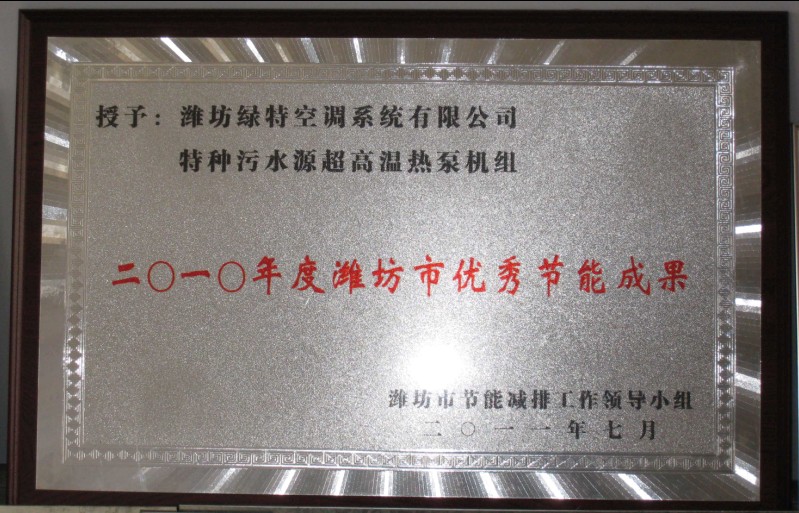 授予：潍坊绿特空调系统有限公司
特种污水源超高温热泵机组
二〇一〇年度潍坊市优秀节能成果
潍坊市节能减排工作领导小组
二〇一一年七月